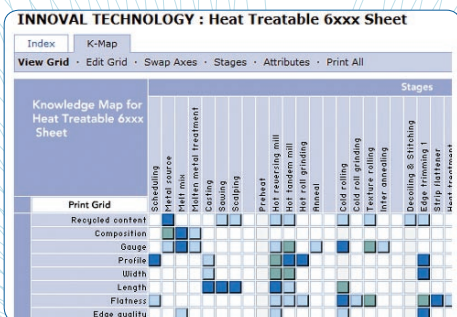 INNOVAL TECHNOLOGY : Heat Treatable 6xxx Sheet
Index
K-Map
View Grid · Edit Grid · Swap Axes · Stages · Attributes · Print All
Stages
Knowledge Map for
Heat Treatable 6xxx
Sheet
Scheduling
Metal source
Melt mix
Molten metal treatment
Casting
Sawing
Scalping
Preheat
Hot reversing mill
Hot tandem mill
Hot roll grinding
Anneal
Cold rolling
Cold roll grinding
Texture rolling
Inter annealing
Decoiling & Stitching
Edge trimming 1
Strip flattener
Heat treatment
Print Grid
Recycled content
Composition
Gauge
Profile
Width
Length
Flatness
Edge quality